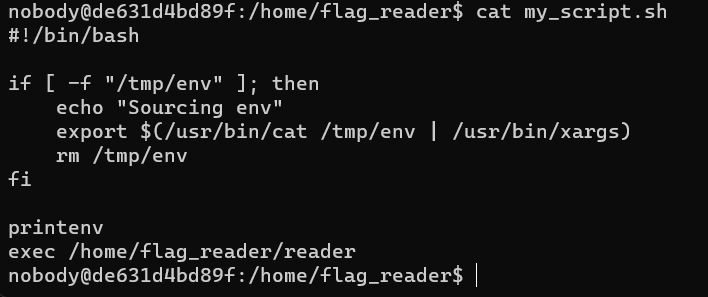 nobody@de631d4bd89f:/home/flag_reader$ cat my_script.sh
#!/bin/bash

if [ -f "/tmp/env" ]; then
    echo "Sourcing env"
    export $(/usr/bin/cat /tmp/env | /usr/bin/xargs)
    rm /tmp/env
fi

printenv
exec /home/flag_reader/reader
nobody@de631d4bd89f:/home/flag_reader$